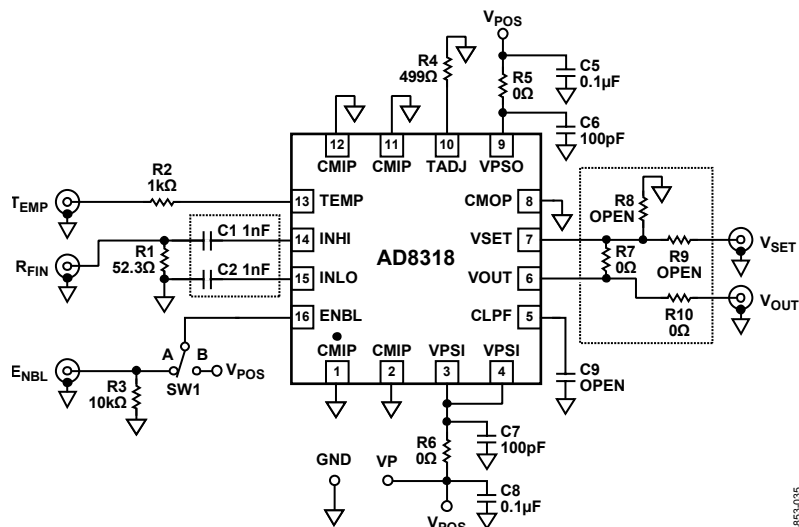 VPOS
R4
499Ω
R5
0Ω
C5
0.1µF
C6
100pF
12
11
10
9
CMIP
CMIP
TADJ
VPSO
R2
1kΩ
TEMP
13
TEMP
CMOP
8
R8
OPEN
C1 1nF
14
INHI
VSET
7
VSET
RFIN
R1
52.3Ω
AD8318
R7
0Ω
R9
OPEN
C2 1nF
15
INLO
VOUT
6
VOUT
R10
0Ω
16
ENBL
CLPF
5
ENBL
A
B
VPOS
SW1
R3
10kΩ
CMIP
CMIP
VPSI
VPSI
1
2
3
4
C9
OPEN
R6
0Ω
C7
100pF
GND
VP
C8
0.1µF
VPOS
853-035